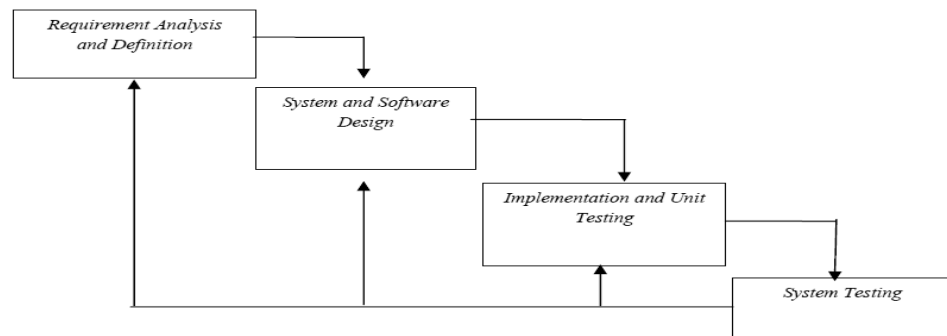 Requirement Analysis
and Definition
System and Software
Design
Implementation and Unit
Testing
System Testing